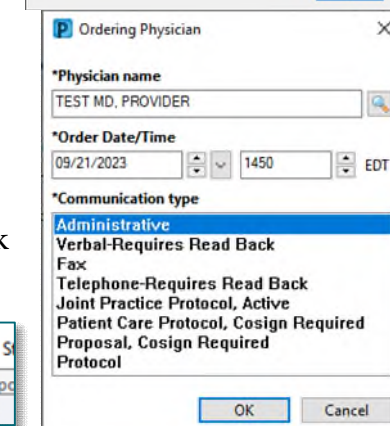 Ordering Physician
*Physician name
TEST MD, PROVIDER
*Order Date/Time
09/21/2023 1450 EDT
*Communication type
Administrative
Verbal-Requires Read Back
Fax
Telephone-Requires Read Back
Joint Practice Protocol, Active
Patient Care Protocol, Cosign Required
Proposal, Cosign Required
Protocol
OK Cancel